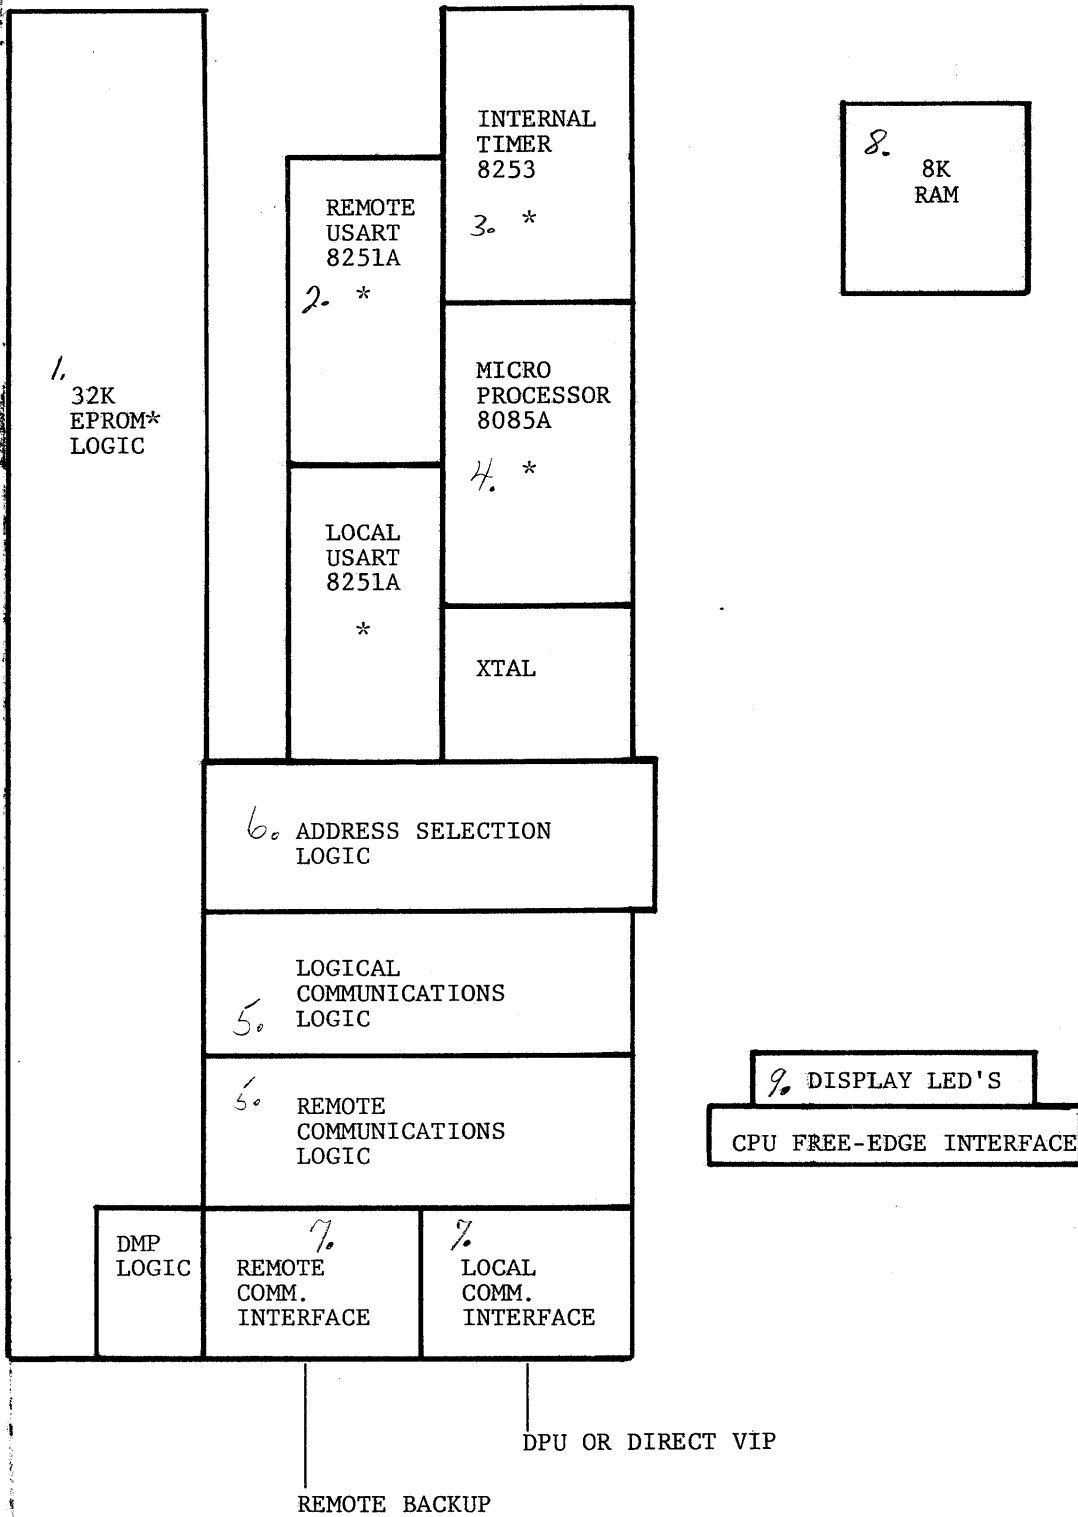 INTERNAL
TIMER
8253
3. *
8.
8K
RAM
REMOTE
USART
8251A
2. *
1.
32K
EPROM*
LOGIC
MICRO
PROCESSOR
8085A
4. *
LOCAL
USART
8251A
*
XTAL
6. ADDRESS SELECTION
LOGIC
LOGICAL
COMMUNICATIONS
5. LOGIC
5.
REMOTE
COMMUNICATIONS
LOGIC
9. DISPLAY LED'S
CPU FREE-EDGE INTERFACE
DMP
LOGIC
7.
REMOTE
COMM.
INTERFACE
7.
LOCAL
COMM.
INTERFACE
DPU OR DIRECT VIP
REMOTE BACKUP